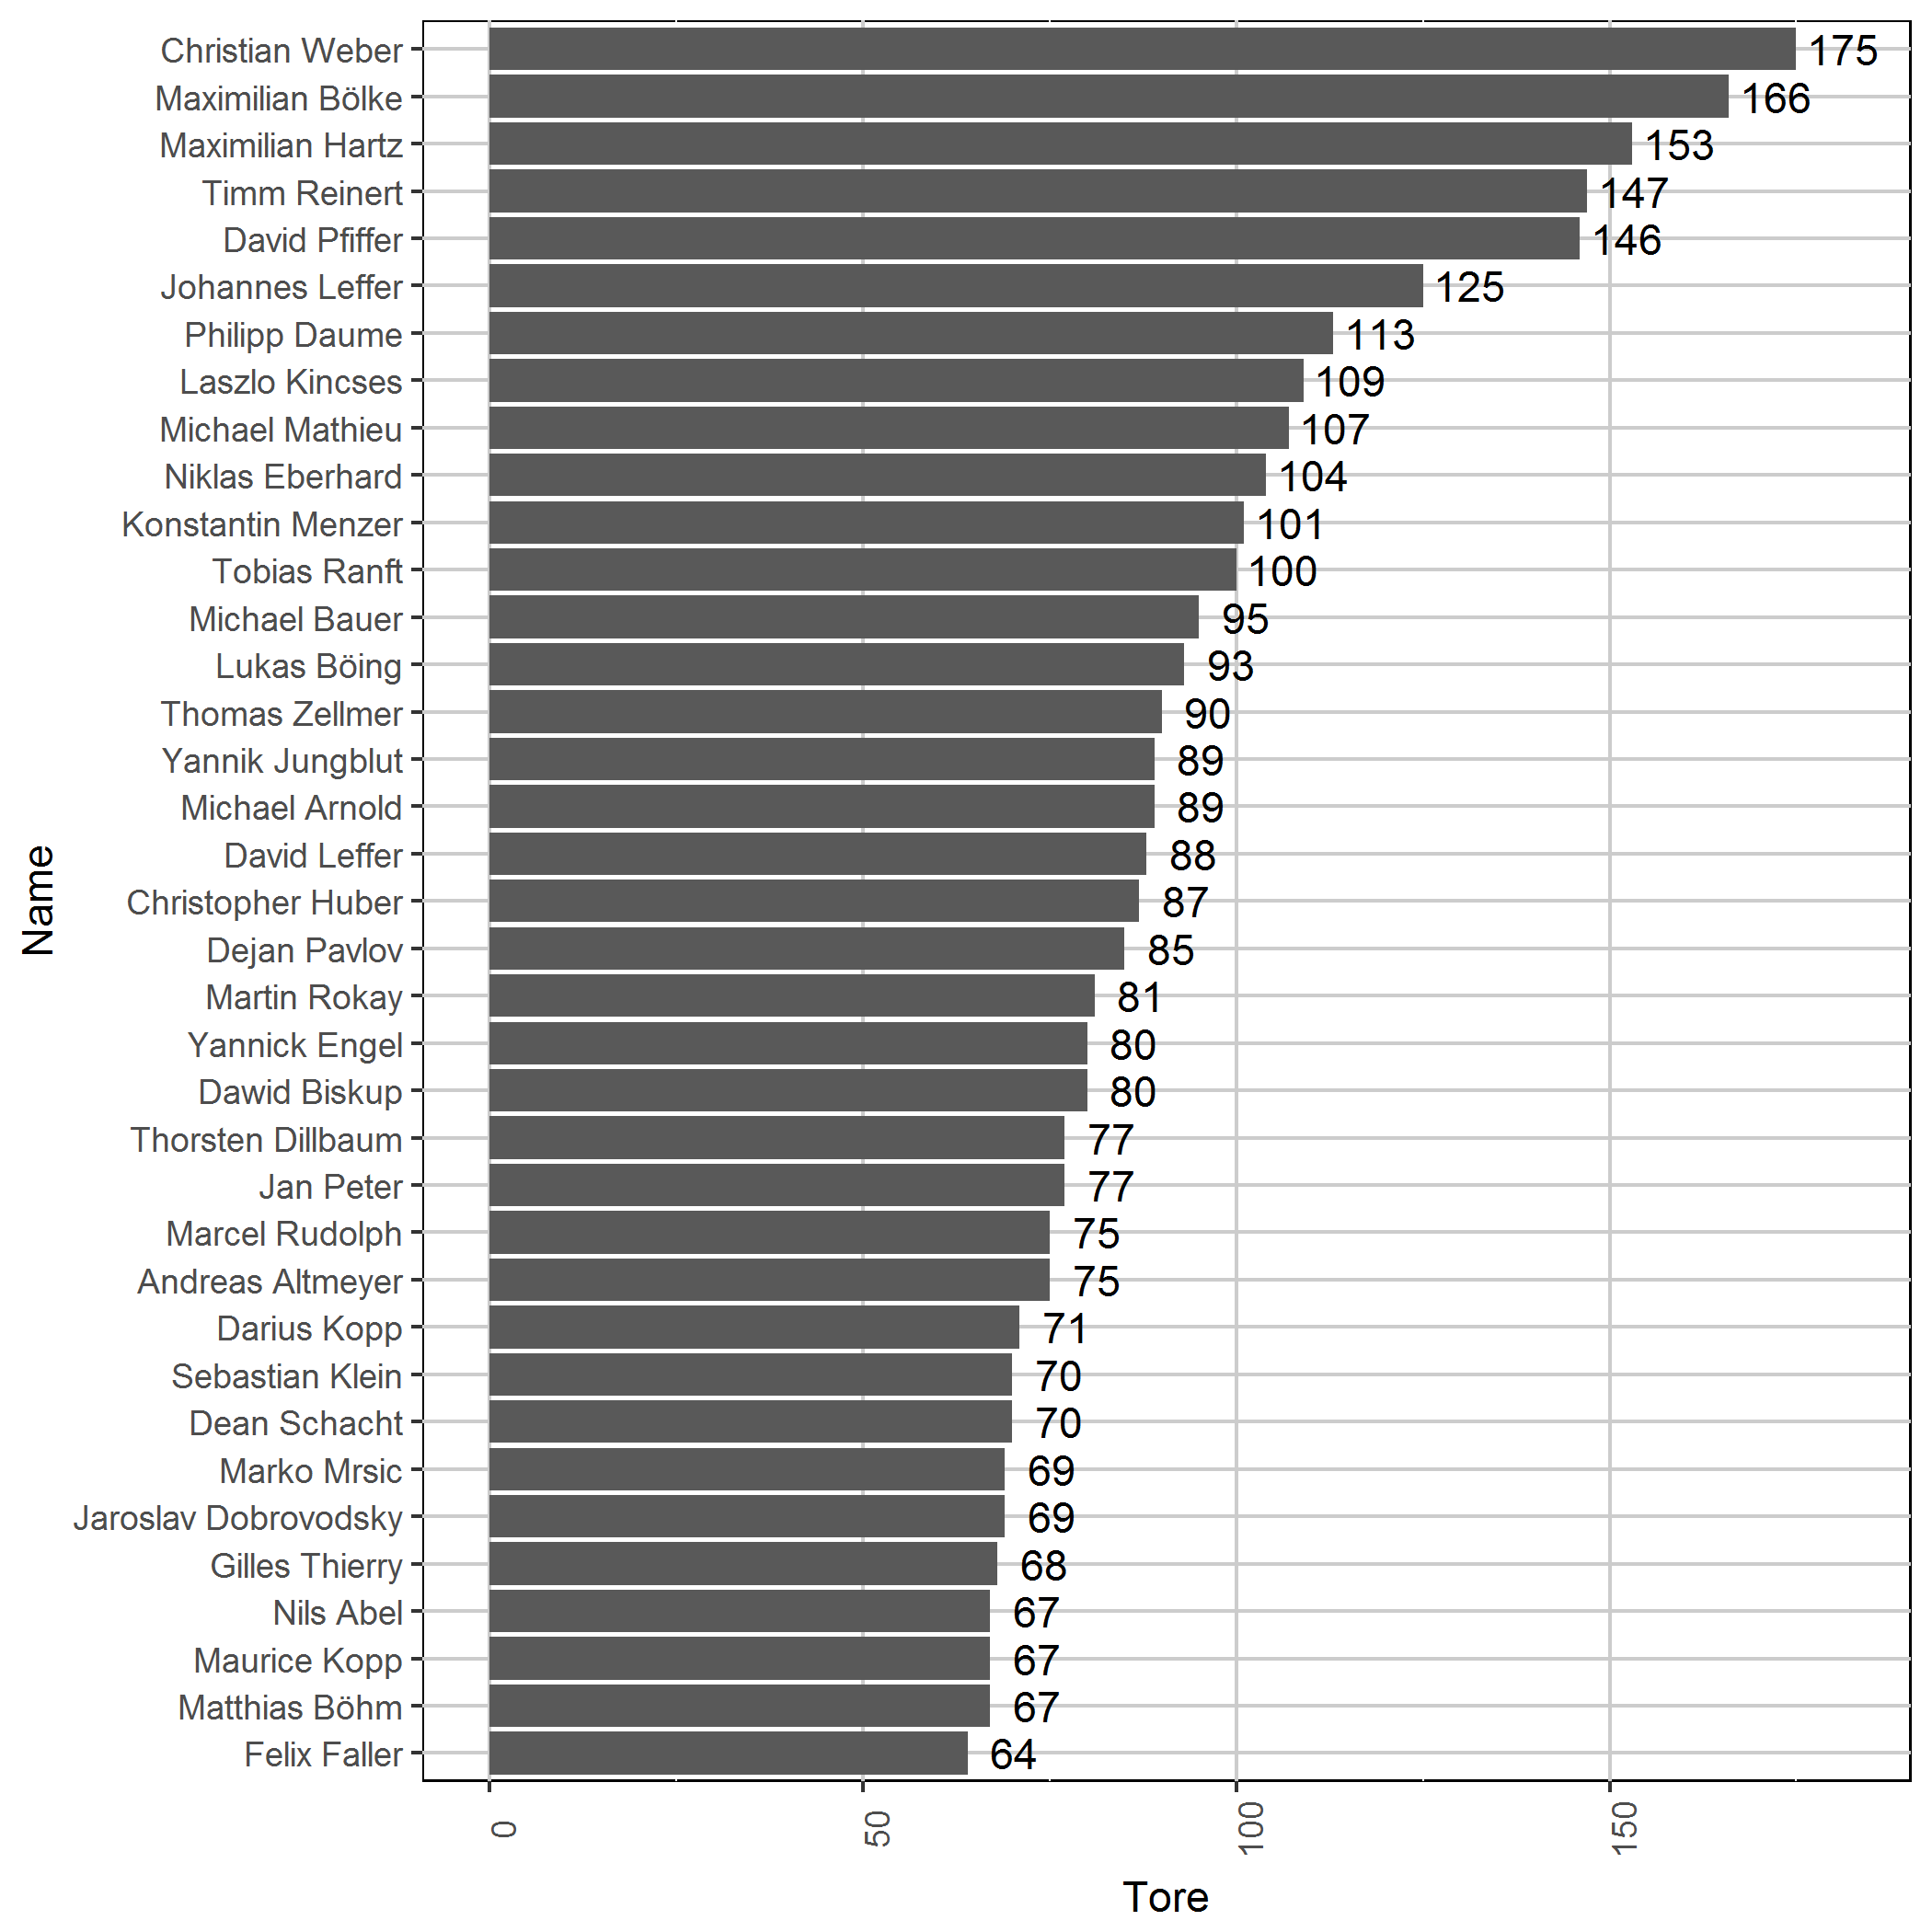 Christian Weber 175
Maximilian Bölke 166
Maximilian Hartz 153
Timm Reinert 147
David Pfiffer 146
Johannes Leffer 125
Philipp Daume 113
Laszlo Kincses 109
Michael Mathieu 107
Niklas Eberhard 104
Konstantin Menzer 101
Tobias Ranft 100
Michael Bauer 95
Lukas Böing 93
Thomas Zellmer 90
Yannik Jungblut 89
Michael Arnold 89
David Leffer 88
Christopher Huber 87
Dejan Pavlov 85
Martin Rokay 81
Yannick Engel 80
Dawid Biskup 80
Thorsten Dillbaum 77
Jan Peter 77
Marcel Rudolph 75
Andreas Altmeyer 75
Darius Kopp 71
Sebastian Klein 70
Dean Schacht 70
Marko Mrsic 69
Jaroslav Dobrovodsky 69
Gilles Thierry 68
Nils Abel 67
Maurice Kopp 67
Matthias Böhm 67
Felix Faller 64
Name
0 50 100 150
Tore